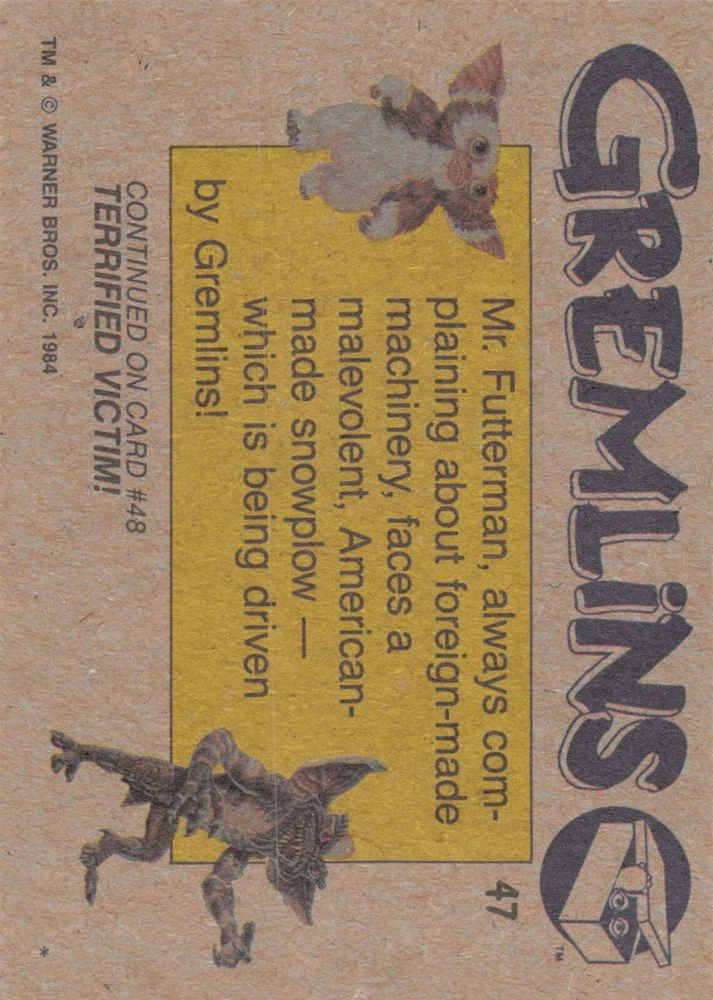 GREMLiNS
TM
47
Mr. Futterman, always com-
plaining about foreign-made
machinery, faces a
malevolent, American-
made snowplow —
which is being driven
by Gremlins!
CONTINUED ON CARD #48
TERRIFIED VICTIM!
TM & © WARNER BROS. INC. 1984
*